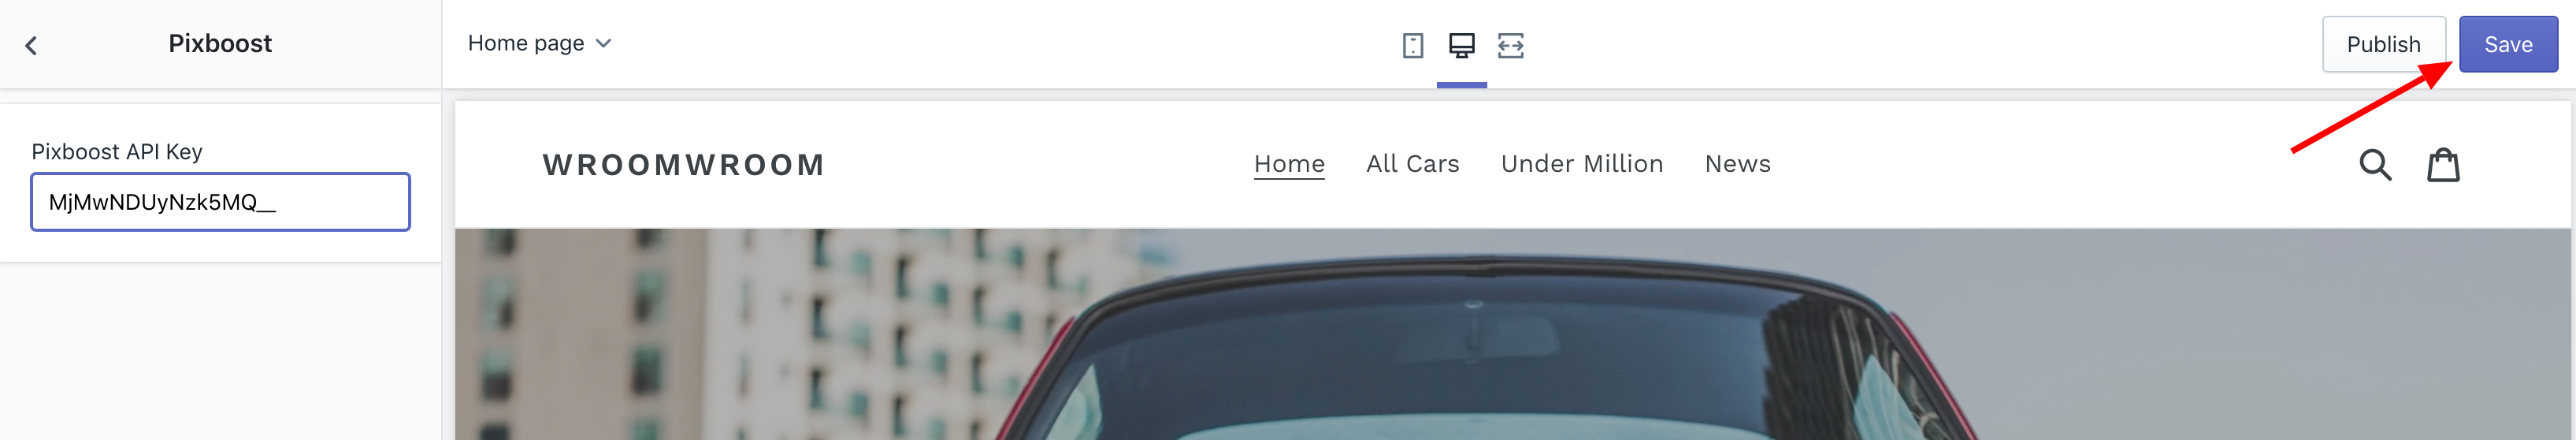 Pixboost
Home page
Publish
Save
Pixboost API Key
MjMwNDUyNzk5MQ__
WROOMWROOM
Home
All Cars
Under Million
News